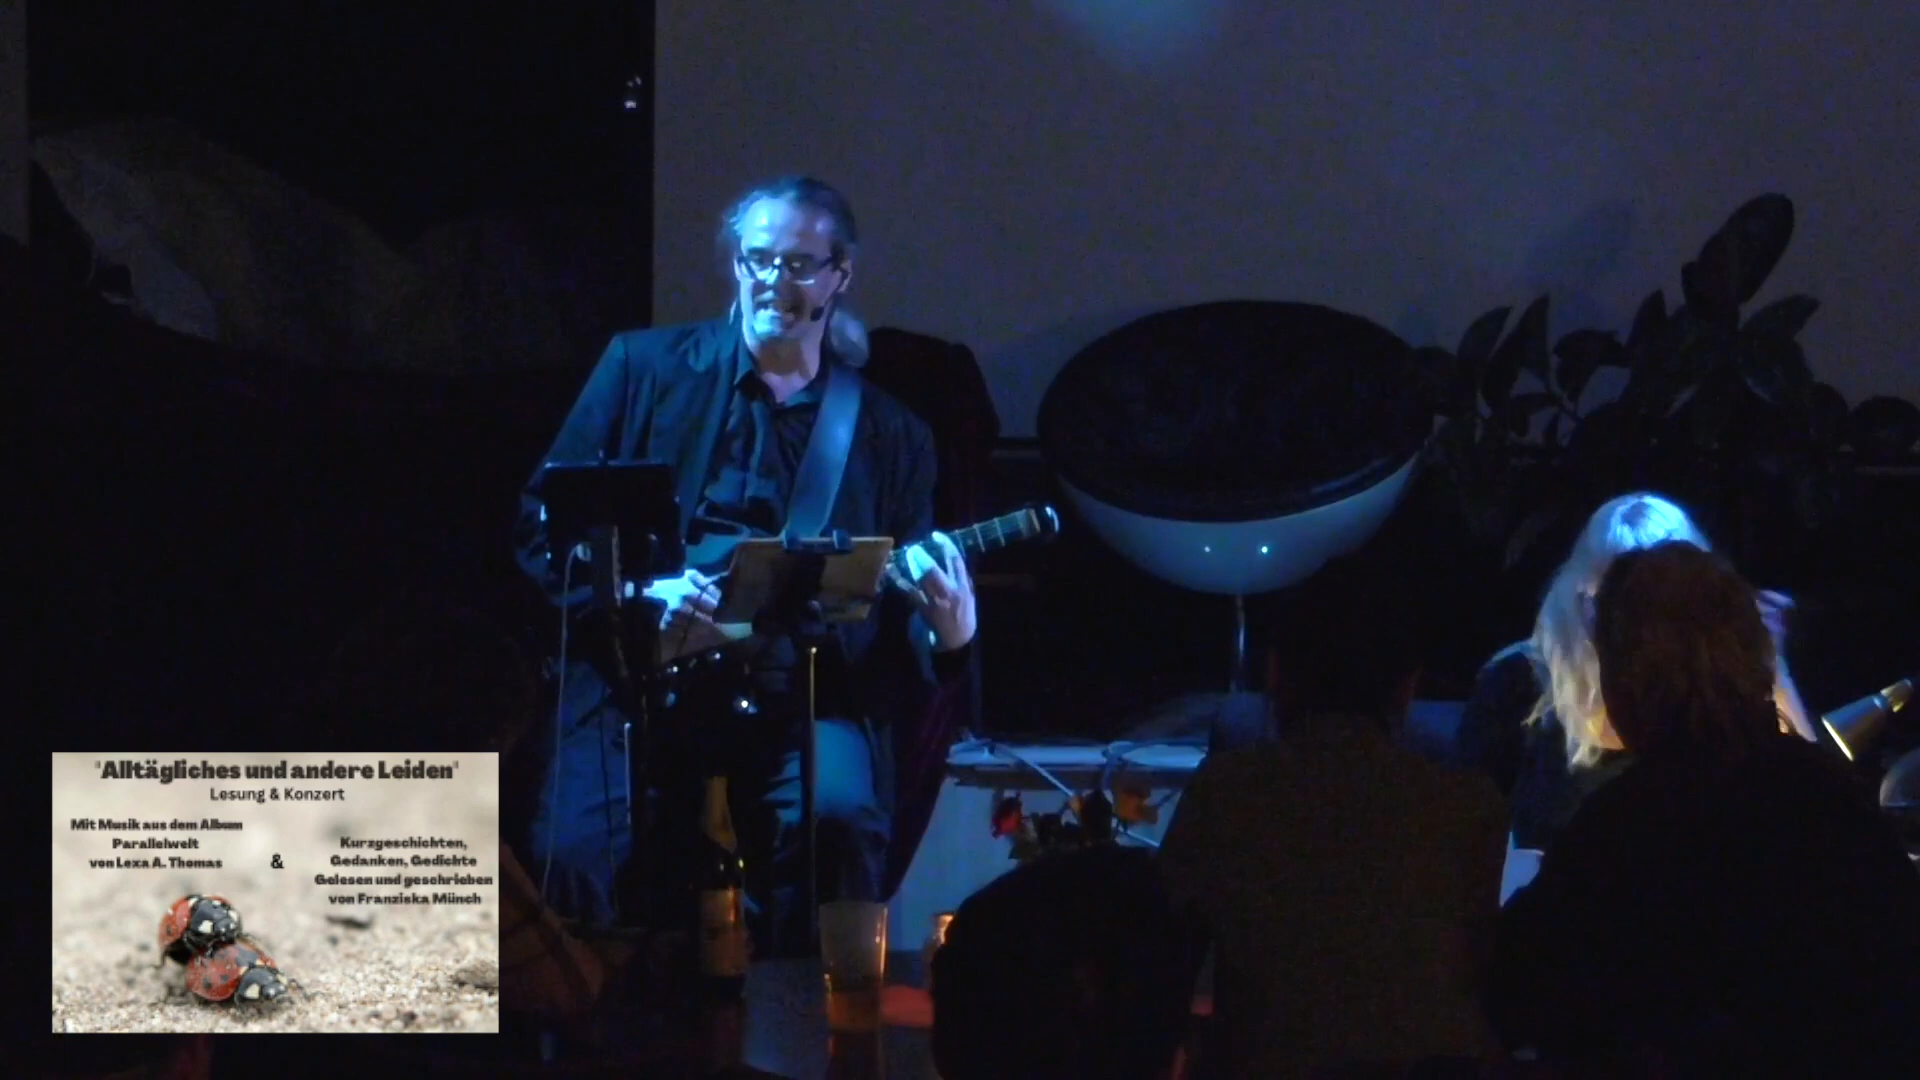 "Alltägliches und andere Leiden"
Lesung & Konzert
Mit Musik aus dem Album
Parallelwelt
von Lexa A. Thomas
&
Kurzgeschichten,
Gedanken, Gedichte
Gelesen und geschrieben
von Franziska Münch